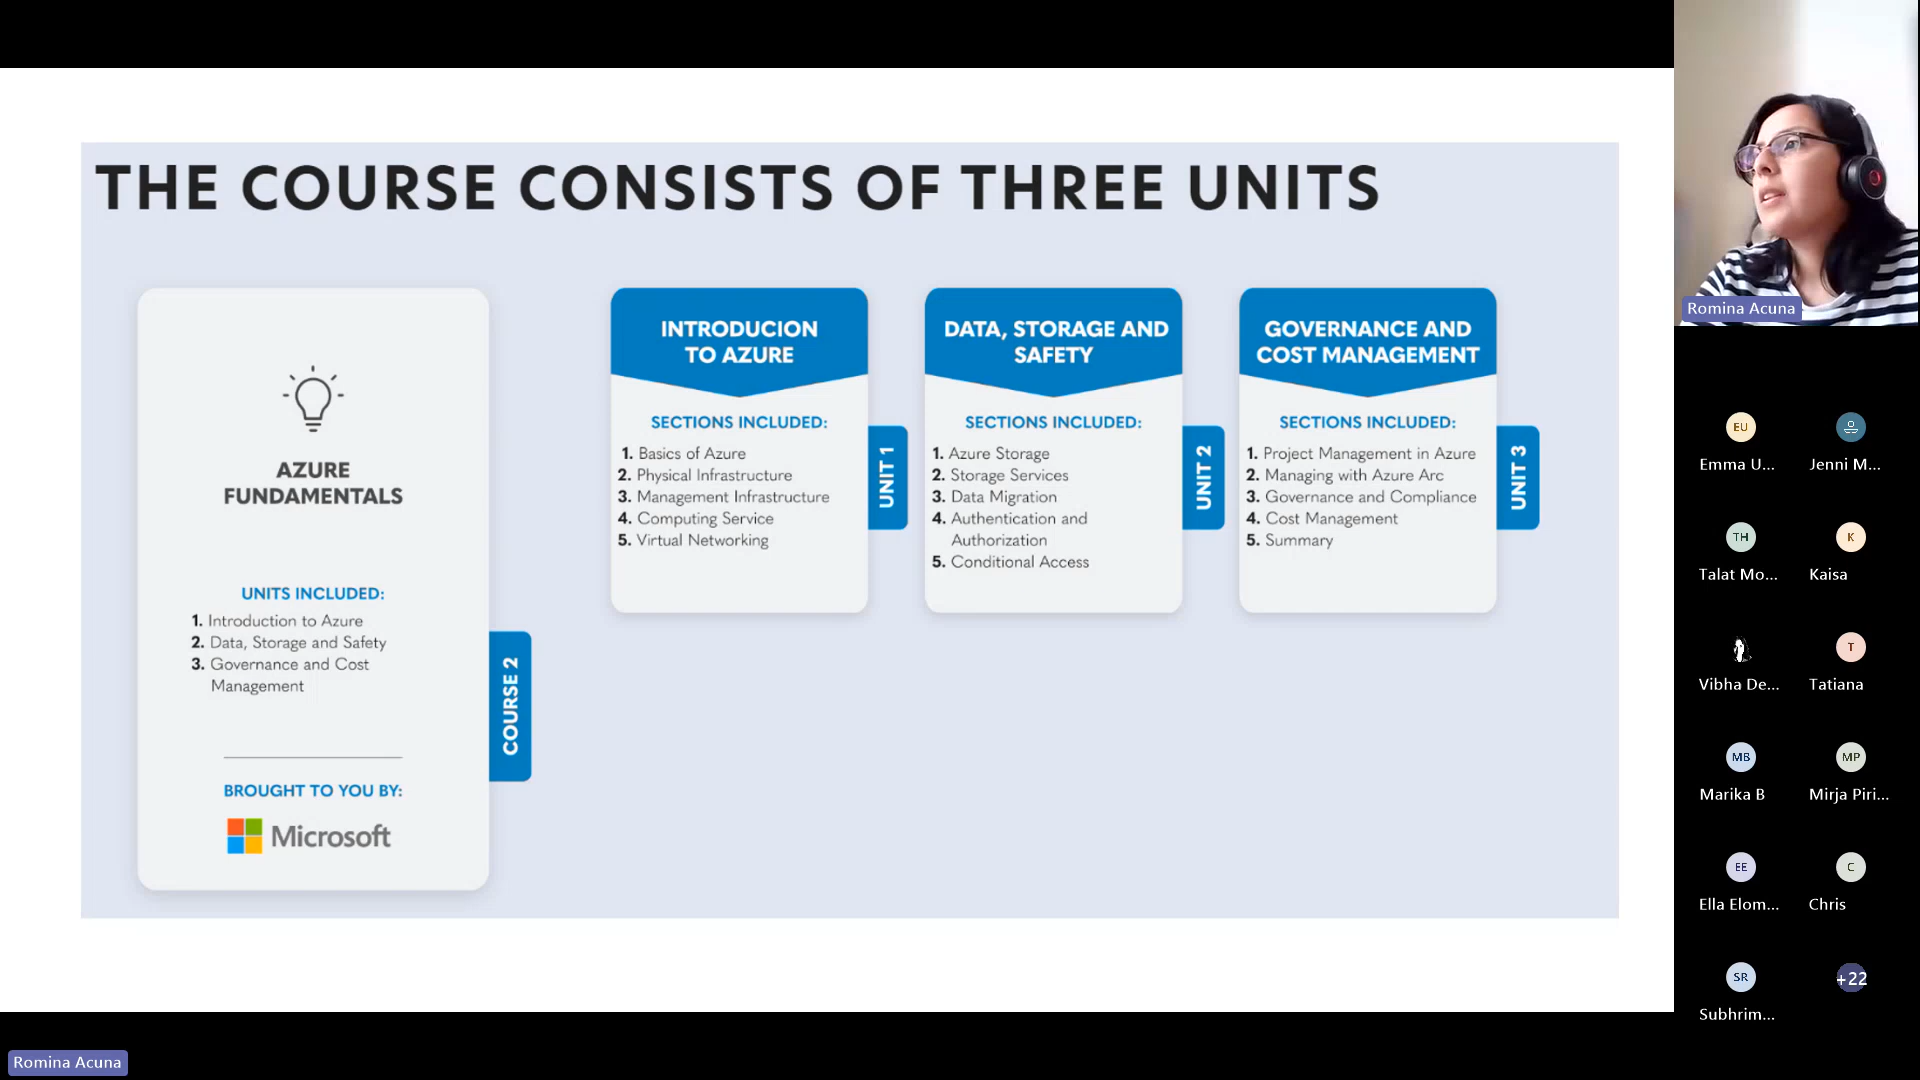 THE COURSE CONSISTS OF THREE UNITS
AZURE
FUNDAMENTALS
UNITS INCLUDED:
1. Introduction to Azure
2. Data, Storage and Safety
3. Governance and Cost
Management
COURSE 2
BROUGHT TO YOU BY:
Microsoft
INTRODUCION
TO AZURE
SECTIONS INCLUDED:
1. Basics of Azure
2. Physical Infrastructure
3. Management Infrastructure
4. Computing Service
5. Virtual Networking
UNIT 1
DATA, STORAGE AND
SAFETY
SECTIONS INCLUDED:
1. Azure Storage
2. Storage Services
3. Data Migration
4. Authentication and
Authorization
5. Conditional Access
UNIT 2
GOVERNANCE AND
COST MANAGEMENT
SECTIONS INCLUDED:
1. Project Management in Azure
2. Managing with Azure Arc
3. Governance and Compliance
4. Cost Management
5. Summary
UNIT 3
Romina Acuna
EU
Emma U...
Jenni M...
TH
Talat Mo...
K
Kaisa
Vibha De...
T
Tatiana
MB
Marika B
MP
Mirja Piri...
EE
Ella Elom...
C
Chris
SR
Subhrim...
+22
Romina Acuna